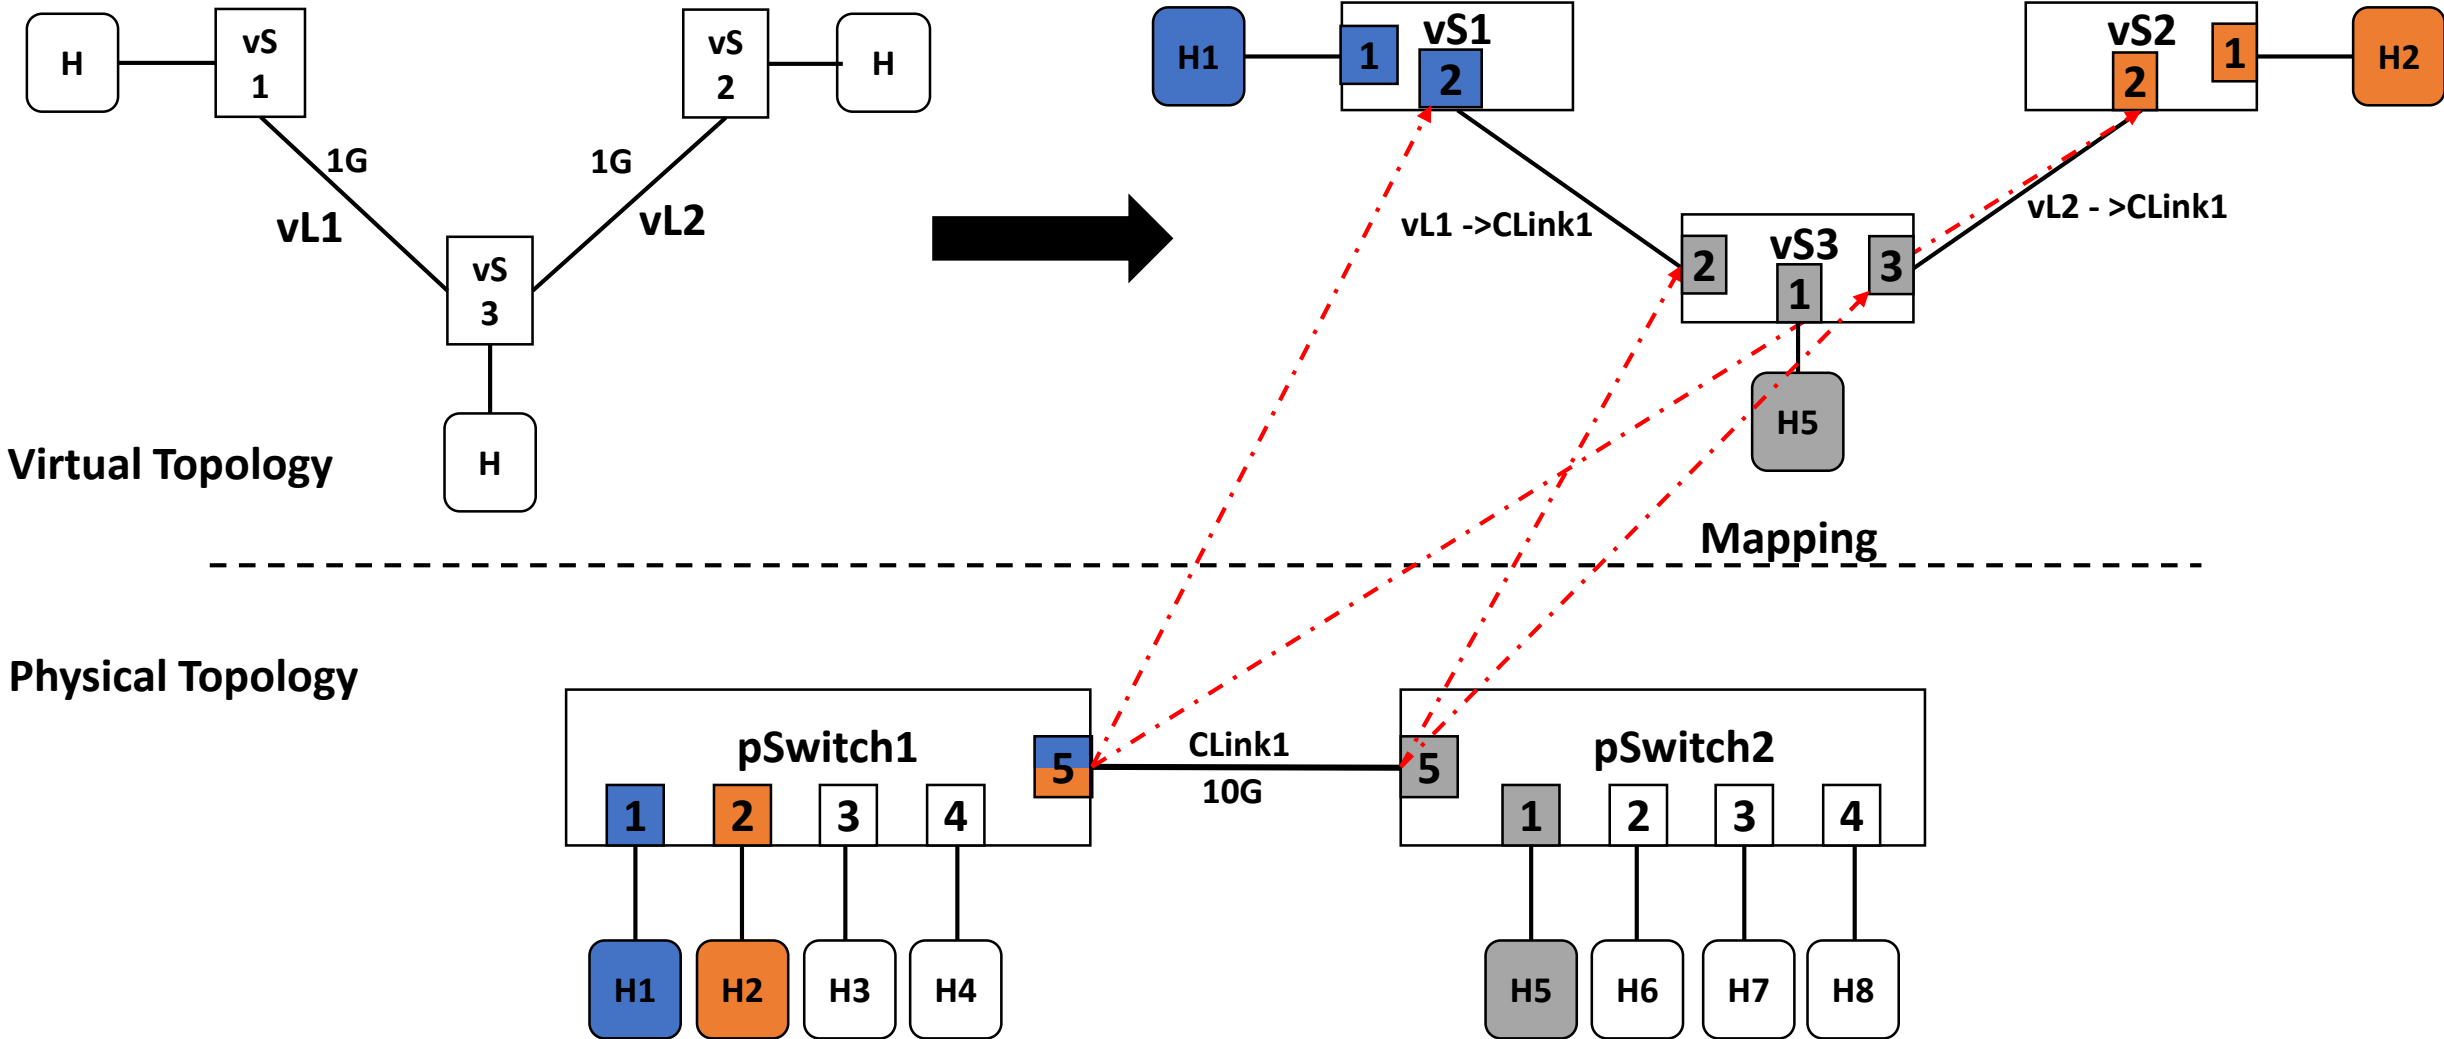 H
vS
1
vS
2
H
1G
1G
vL1
vL2
vS
3
H
Virtual Topology
H1
1
vS1
2
vS2
2
1
H2
vL1 ->CLink1
vL2 - >CLink1
2
vS3
1
3
H5
Mapping
Physical Topology
pSwitch1
5
1
2
3
4
CLink1
10G
pSwitch2
5
1
2
3
4
H1
H2
H3
H4
H5
H6
H7
H8